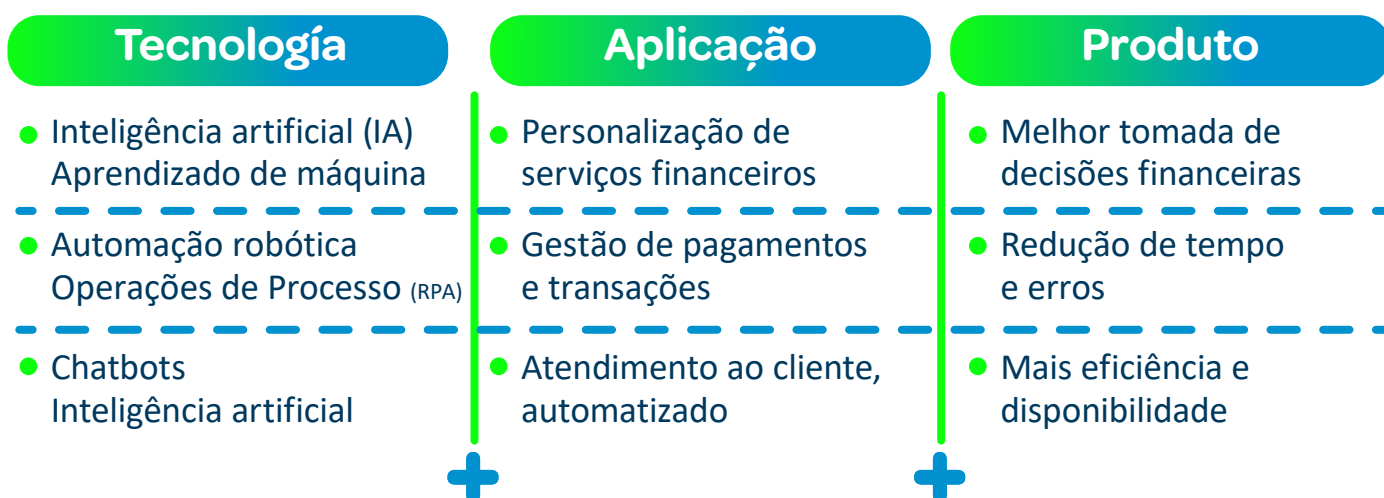 Tecnología
Aplicação
Produto
Inteligência artificial (IA)
Aprendizado de máquina
Personalização de
serviços financeiros
Melhor tomada de
decisões financeiras
Automação robótica
Operações de Processo (RPA)
Gestão de pagamentos
e transações
Redução de tempo
e erros
Chatbots
Inteligência artificial
Atendimento ao cliente,
automatizado
Mais eficiência e
disponibilidade